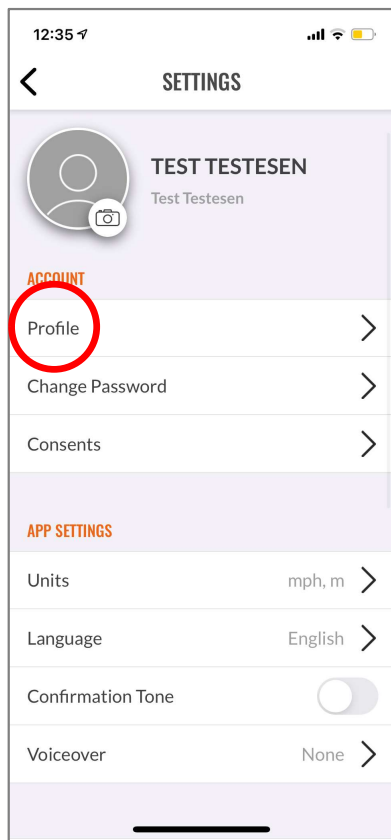 12:35
SETTINGS
TEST TESTESEN
Test Testesen
ACCOUNT
Profile
Change Password
Consents
APP SETTINGS
Units mph, m
Language English
Confirmation Tone
Voiceover None